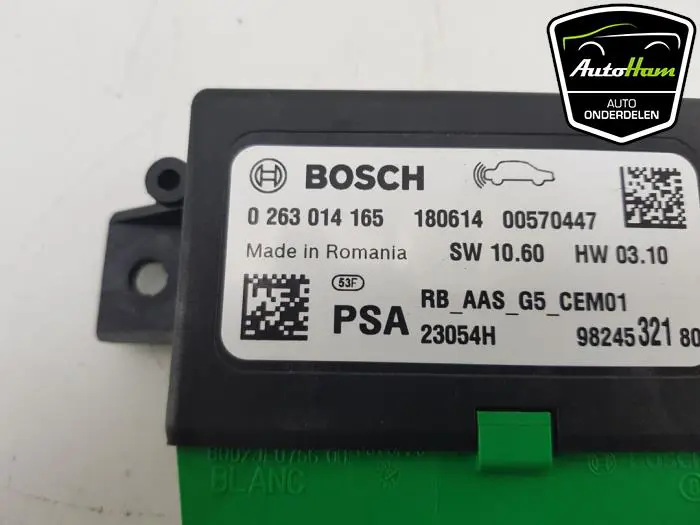 AutoHam
AUTO
ONDERDELEN
BOSCH
0 263 014 165 180614 00570447
Made in Romania SW 10.60 HW 03.10
53F
PSA
RB_AAS_G5_CEM01
23054H 98245 321 80
BLANC
BOSCH